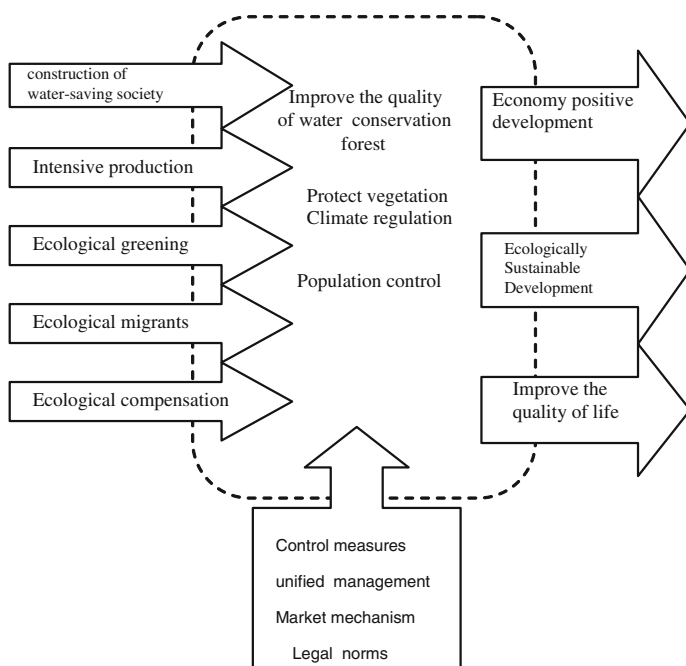 construction of
water-saving society
Intensive production
Ecological greening
Ecological migrants
Ecological compensation
Improve the quality
of water conservation
forest
Protect vegetation
Climate regulation
Population control
Economy positive
development
Ecologically
Sustainable
Development
Improve the
quality of life
Control measures
unified management
Market mechanism
Legal norms